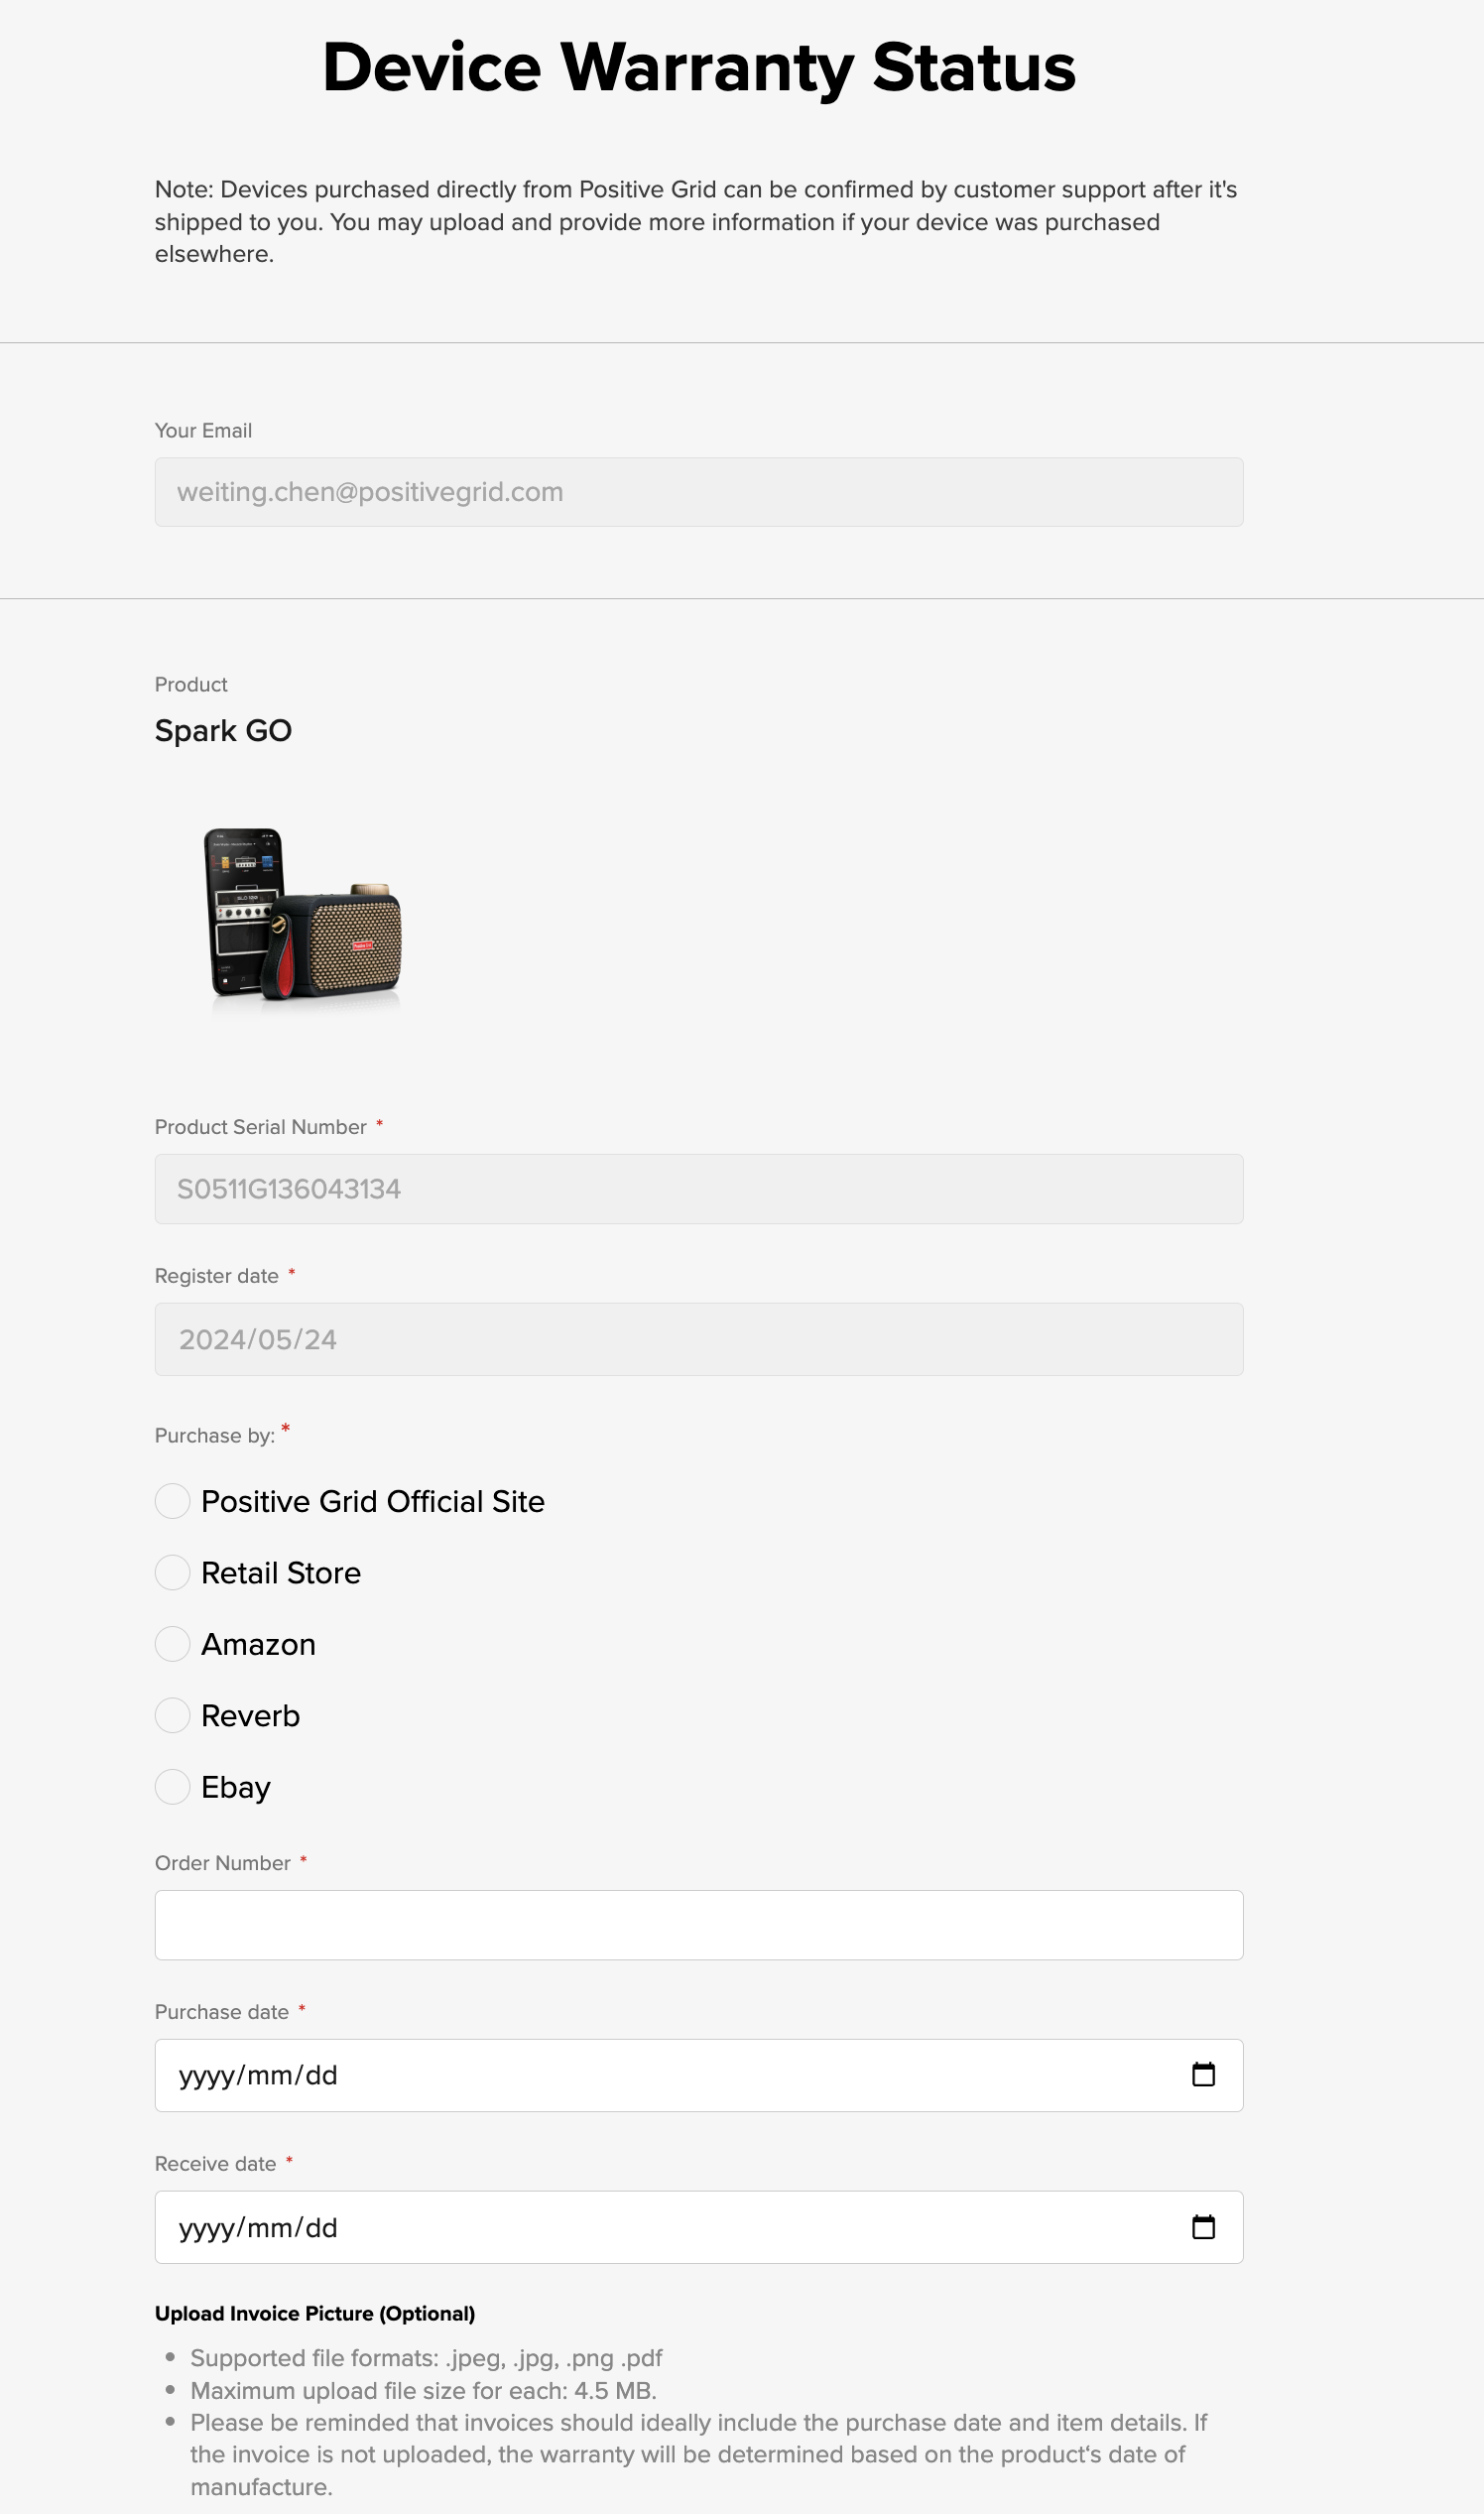 Device Warranty Status
Note: Devices purchased directly from Positive Grid can be confirmed by customer support after it's
shipped to you. You may upload and provide more information if your device was purchased
elsewhere.
Your Email
weiting.chen@positivegrid.com
Product
Spark GO
Product Serial Number *
S0511G136043134
Register date *
2024/05/24
Purchase by: *
Positive Grid Official Site
Retail Store
Amazon
Reverb
Ebay
Order Number *
Purchase date *
yyyy/mm/dd
Receive date *
yyyy/mm/dd
Upload Invoice Picture (Optional)
• Supported file formats: .jpeg, .jpg, .png .pdf
• Maximum upload file size for each: 4.5 MB.
• Please be reminded that invoices should ideally include the purchase date and item details. If
the invoice is not uploaded, the warranty will be determined based on the product‘s date of
manufacture.